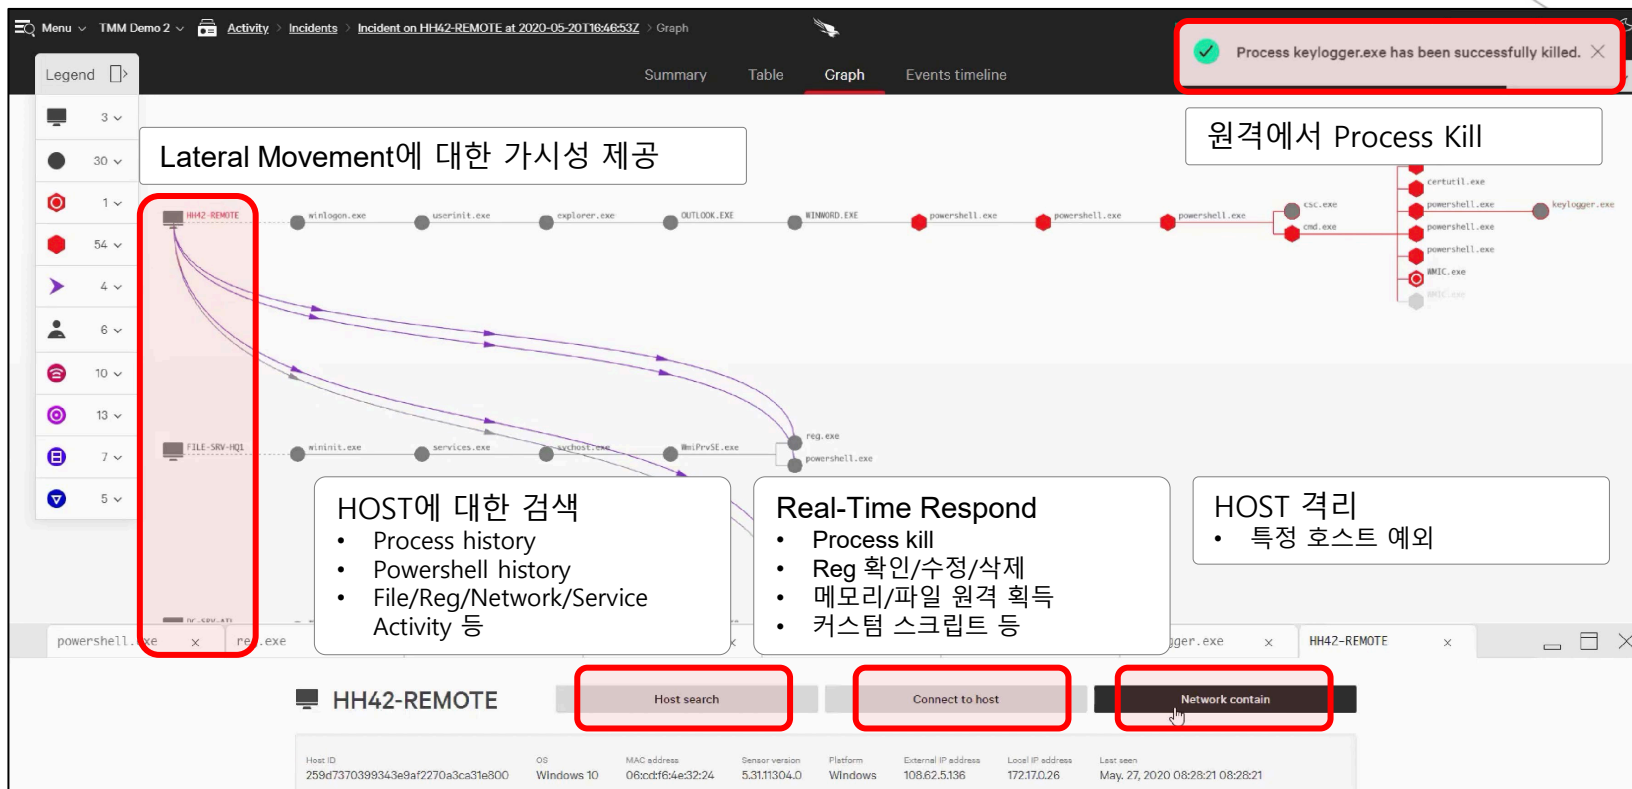 Menu
TMM Demo 2
Activity > Incidents > Incident on HH42-REMOTE at 2020-05-20T16:46:53Z > Graph
Process keylogger.exe has been successfully killed.
Legend
Summary
Table
Graph
Events timeline
3
30
1
54
4
6
10
13
7
5
Lateral Movement에 대한 가시성 제공
원격에서 Process Kill
HH42-REMOTE
winlogon.exe
userinit.exe
explorer.exe
OUTLOOK.EXE
WINWORD.EXE
powershell.exe
powershell.exe
powershell.exe
csc.exe
cmd.exe
certutil.exe
powershell.exe
keylogger.exe
powershell.exe
powershell.exe
WMIC.exe
WMIC.exe
FILE-SRV-HQ1
wininit.exe
services.exe
svchost.exe
WmiPrvSE.exe
reg.exe
powershell.exe
HOST에 대한 검색
• Process history
• Powershell history
• File/Reg/Network/Service
Activity 등
Real-Time Respond
• Process kill
• Reg 확인/수정/삭제
• 메모리/파일 원격 획득
• 커스텀 스크립트 등
HOST 격리
• 특정 호스트 예외
powershell.exe
reg.exe
gger.exe
HH42-REMOTE
HH42-REMOTE
Host search
Connect to host
Network contain
Host ID
259d7370399343e9af2270a3ca31e800
OS
Windows 10
MAC address
06:cd:f6:4e:32:24
Sensor version
5.31.11304.0
Platform
Windows
External IP address
108.62.5.136
Local IP address
172.17.0.26
Last seen
May. 27, 2020 08:28:21 08:28:21